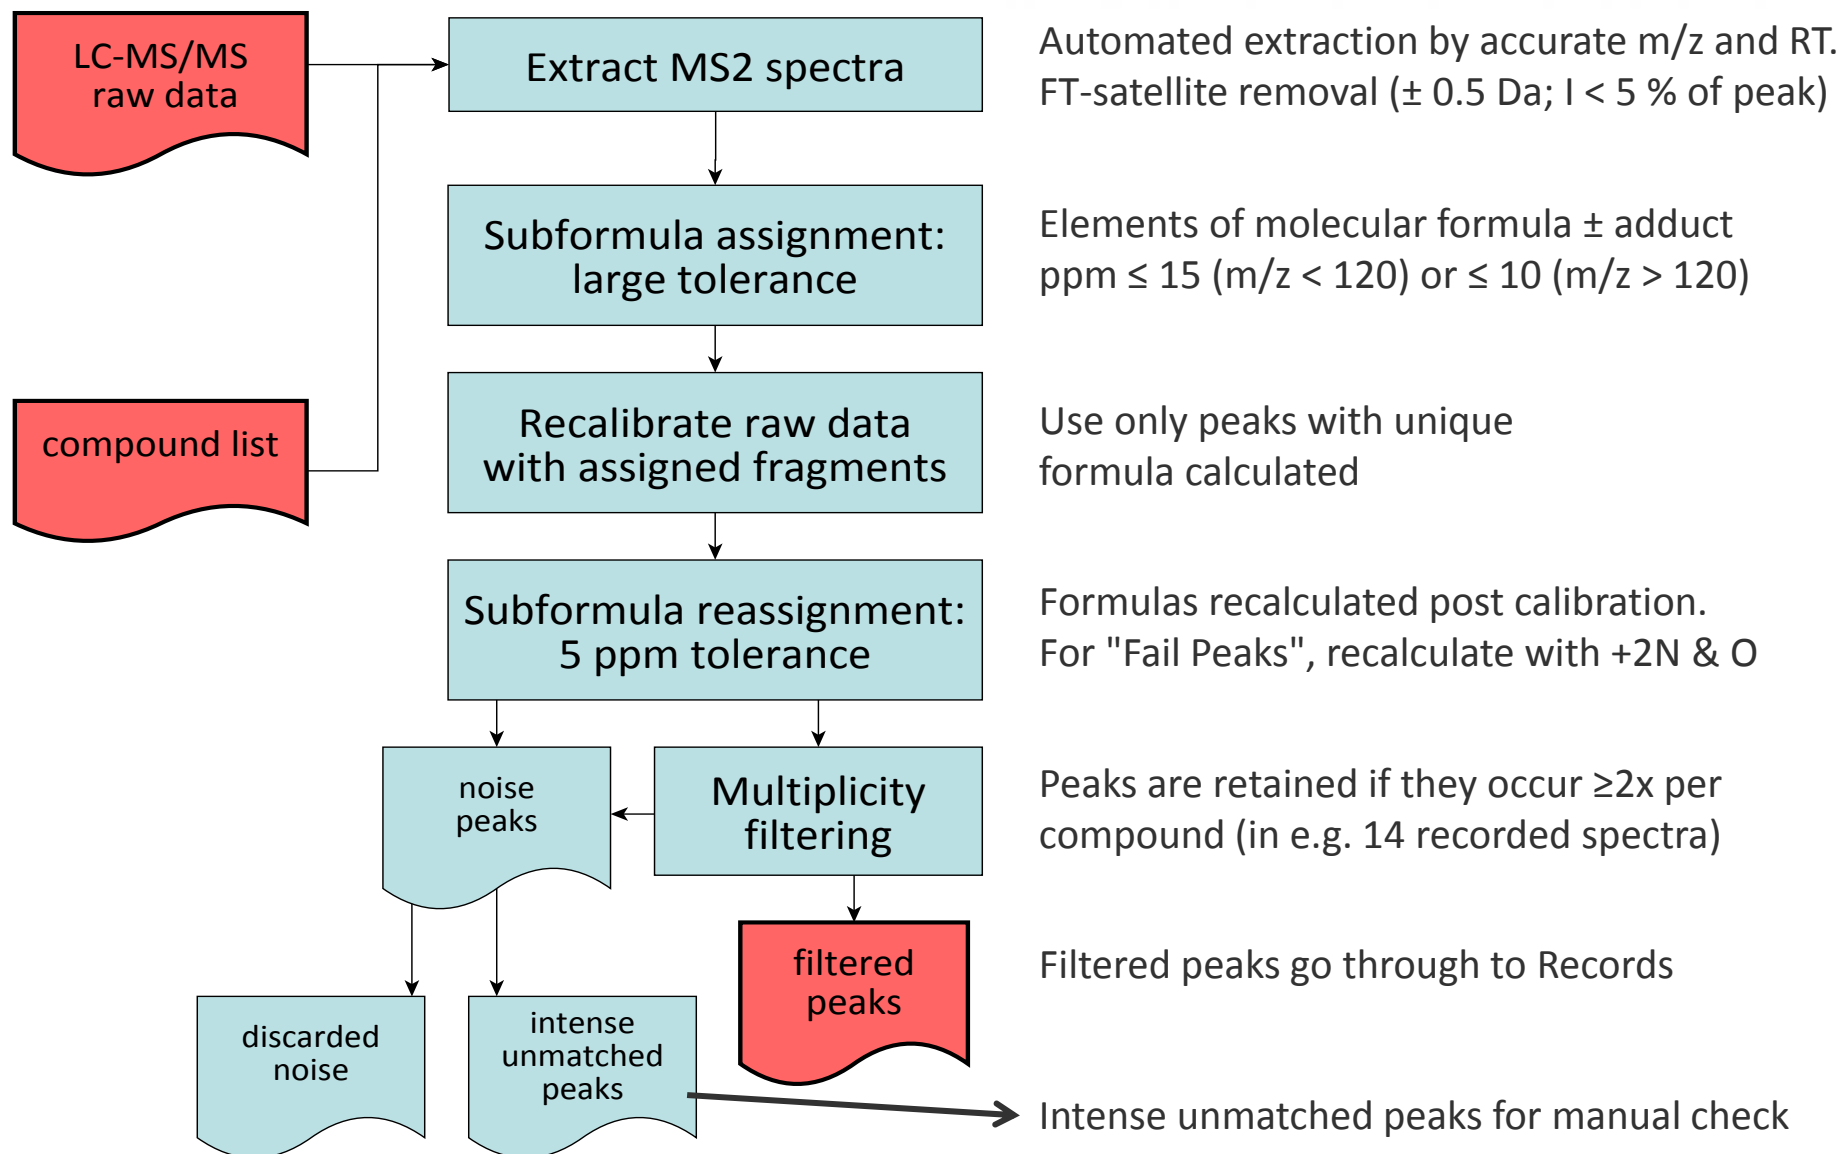 LC-MS/MS
raw data
Extract MS2 spectra
Automated extraction by accurate m/z and RT.
FT-satellite removal (± 0.5 Da; I < 5 % of peak)
Subformula assignment:
large tolerance
Elements of molecular formula ± adduct
ppm ≤ 15 (m/z < 120) or ≤ 10 (m/z > 120)
compound list
Recalibrate raw data
with assigned fragments
Use only peaks with unique
formula calculated
Subformula reassignment:
5 ppm tolerance
Formulas recalculated post calibration.
For "Fail Peaks", recalculate with +2N & O
noise
peaks
Multiplicity
filtering
Peaks are retained if they occur ≥2x per
compound (in e.g. 14 recorded spectra)
filtered
peaks
Filtered peaks go through to Records
discarded
noise
intense
unmatched
peaks
Intense unmatched peaks for manual check